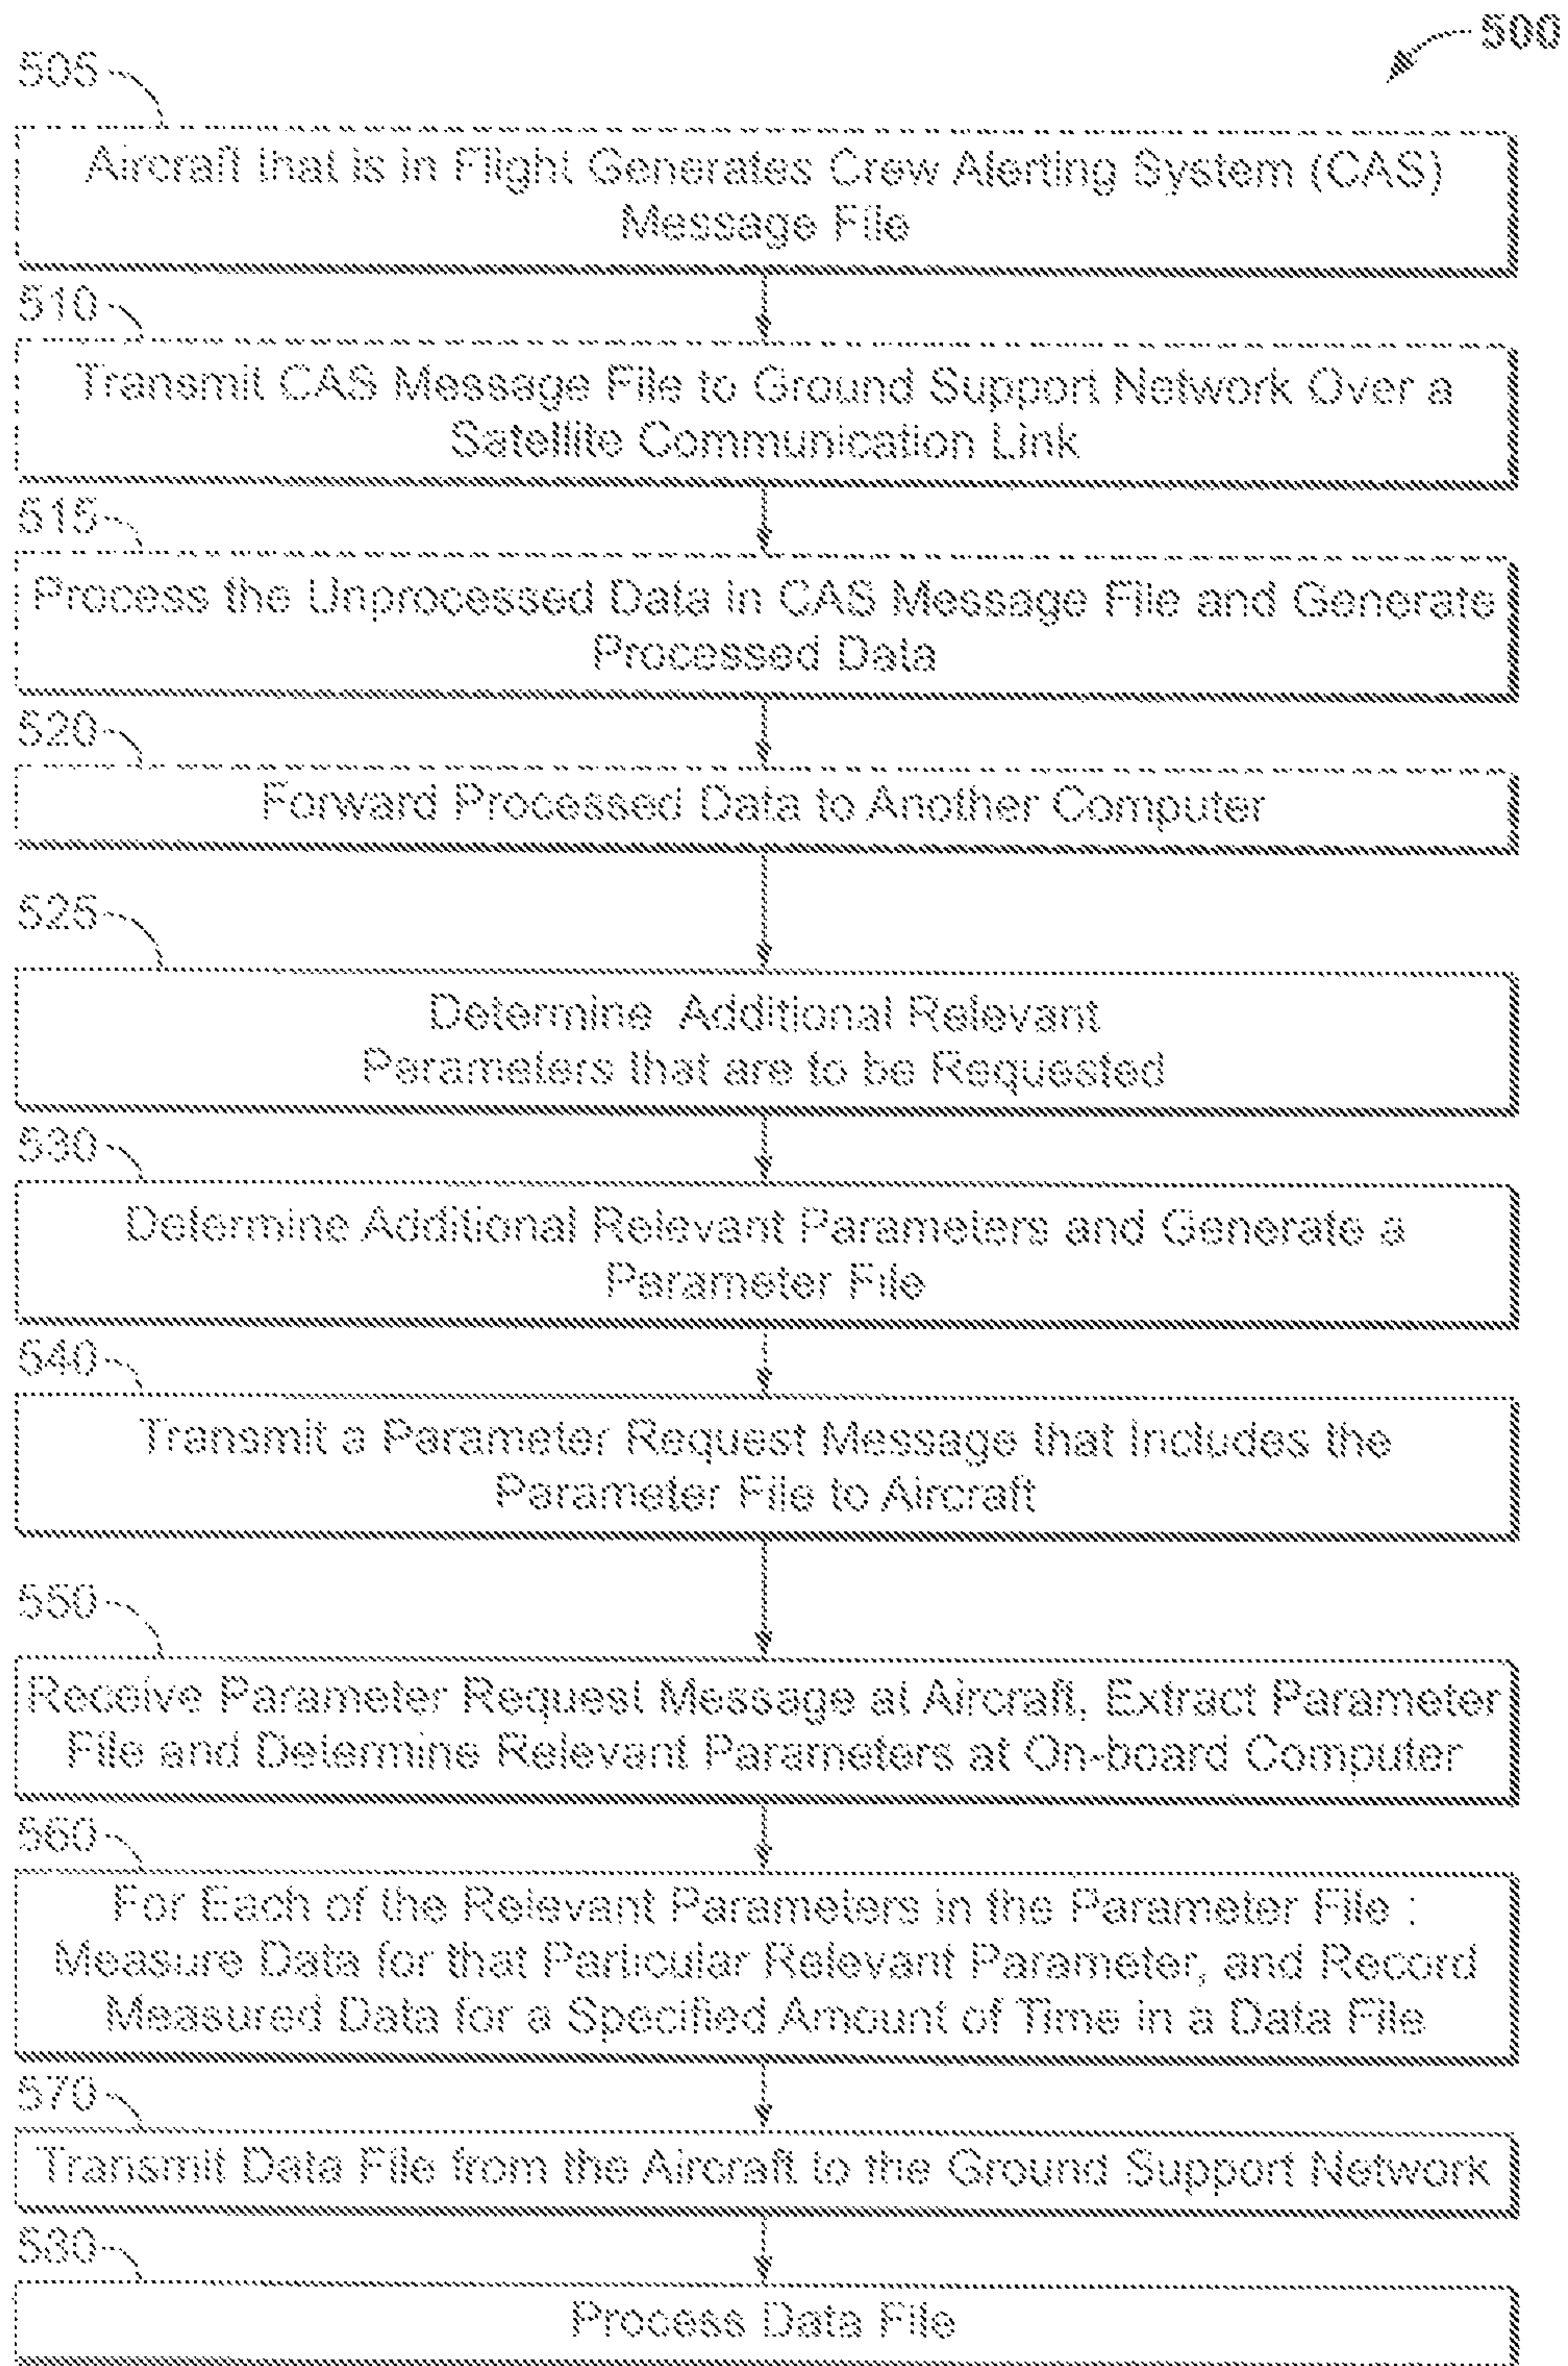 500
505
Aircraft that is in Flight Generates Crew Alerting System (CAS)
Message File
510
Transmit CAS Message File to Ground Support Network Over a
Satellite Communication Link
515
Process the Unprocessed Data in CAS Message File and Generate
Processed Data
520
Forward Processed Data to Another Computer
525
Determine Additional Relevant
Parameters that are to be Requested
530
Determine Additional Relevant Parameters and Generate a
Parameter File
540
Transmit a Parameter Request Message that Includes the
Parameter File to Aircraft
550
Receive Parameter Request Message at Aircraft, Extract Parameter
File and Determine Relevant Parameters at On-board Computer
560
For Each of the Relevant Parameters in the Parameter File :
Measure Data for that Particular Relevant Parameter, and Record
Measured Data for a Specified Amount of Time in a Data File
570
Transmit Data File from the Aircraft to the Ground Support Network
580
Process Data File